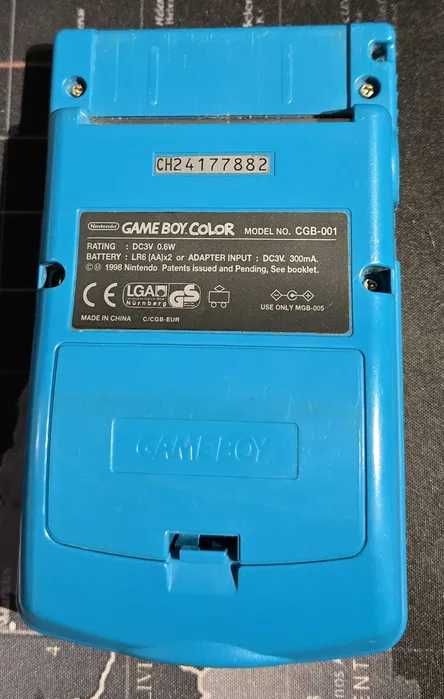 CH24177882
Nintendo GAME BOY COLOR MODEL NO. CGB-001
RATING : DC3V 0.6W
BATTERY : LR6 (AA)x2 or ADAPTER INPUT : DC3V. 300mA.
©Ⓜ 1998 Nintendo Patents issued and Pending, See booklet.
CE LGA Nürnberg GS
USE ONLY MGB-005
MADE IN CHINA C/CGB-EUR
GAME BOY